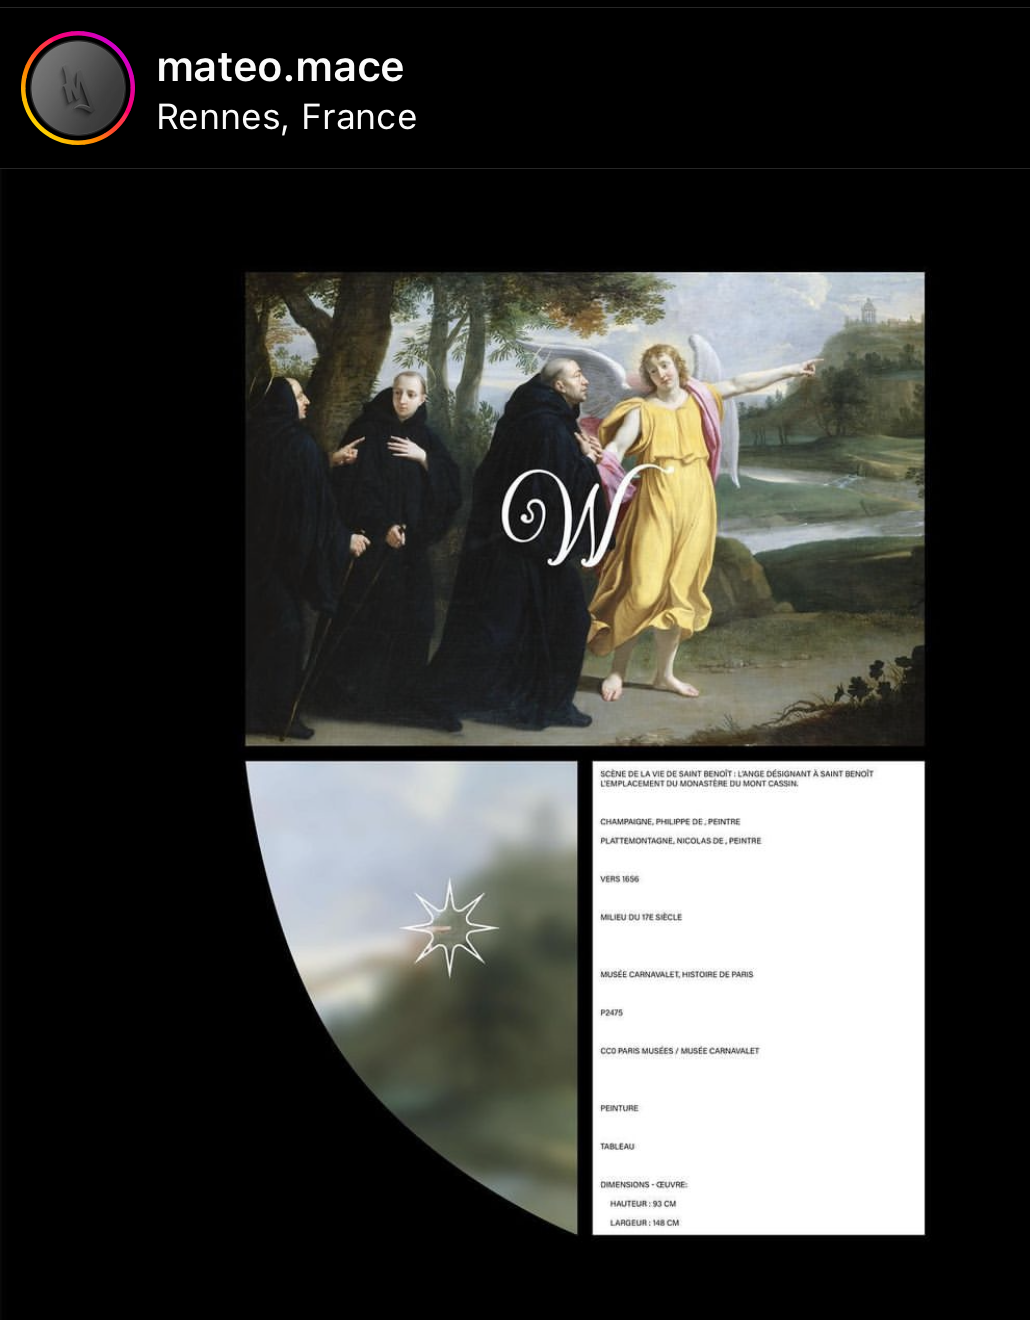 mateo.mace
Rennes, France
W
SCÈNE DE LA VIE DE SAINT BENOÎT : L'ANGE DÉSIGNANT À SAINT BENOÎT
L'EMPLACEMENT DU MONASTÈRE DU MONT CASSIN.
CHAMPAIGNE, PHILIPPE DE , PEINTRE
PLATTEMONTAGNE, NICOLAS DE , PEINTRE
VERS 1656
MILIEU DU 17E SIÈCLE
MUSÉE CARNAVALET, HISTOIRE DE PARIS
P2475
CC0 PARIS MUSÉES / MUSÉE CARNAVALET
PEINTURE
TABLEAU
DIMENSIONS - ŒUVRE:
HAUTEUR : 93 CM
LARGEUR : 148 CM